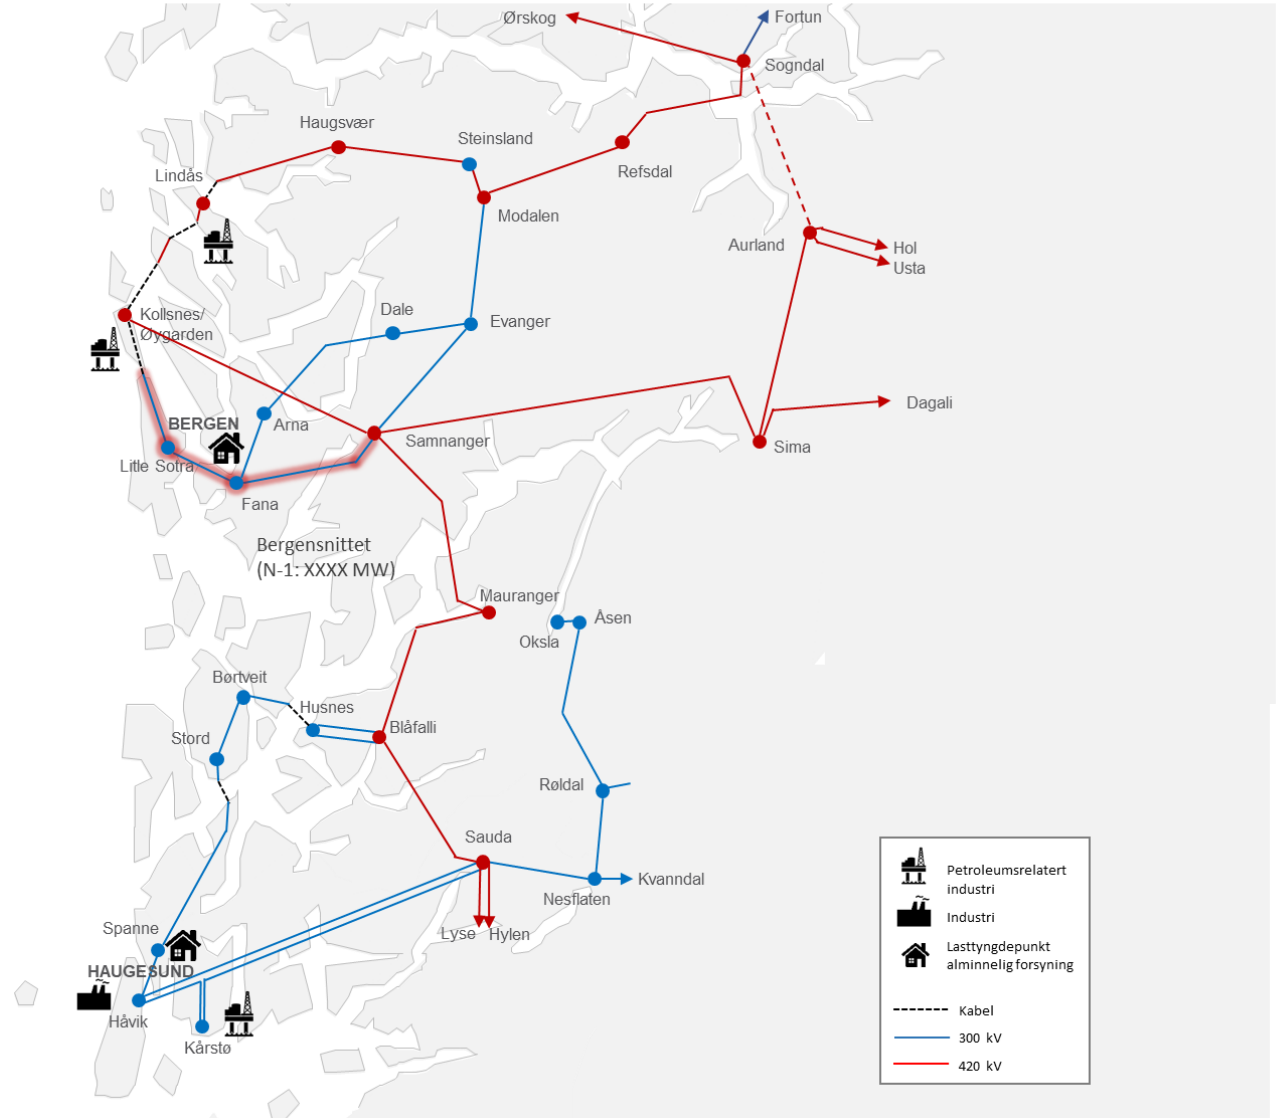 Ørskog
Fortun
Sogndal
Haugsvær
Steinsland
Refsdal
Lindås
Modalen
Aurland
Hol
Usta
Kollsnes/
Øygarden
Dale
Evanger
BERGEN
Arna
Samnanger
Dagali
Sima
Litle Sotra
Fana
Bergensnittet
(N-1: XXXX MW)
Mauranger
Åsen
Oksla
Børtveit
Husnes
Blåfalli
Stord
Røldal
Sauda
Nesflaten
Kvanndal
Spanne
Lyse
Hylen
HAUGESUND
Håvik
Kårstø
Petroleumsrelatert
industri
Industri
Lasttyngdepunkt
alminnelig forsyning
Kabel
300 kV
420 kV